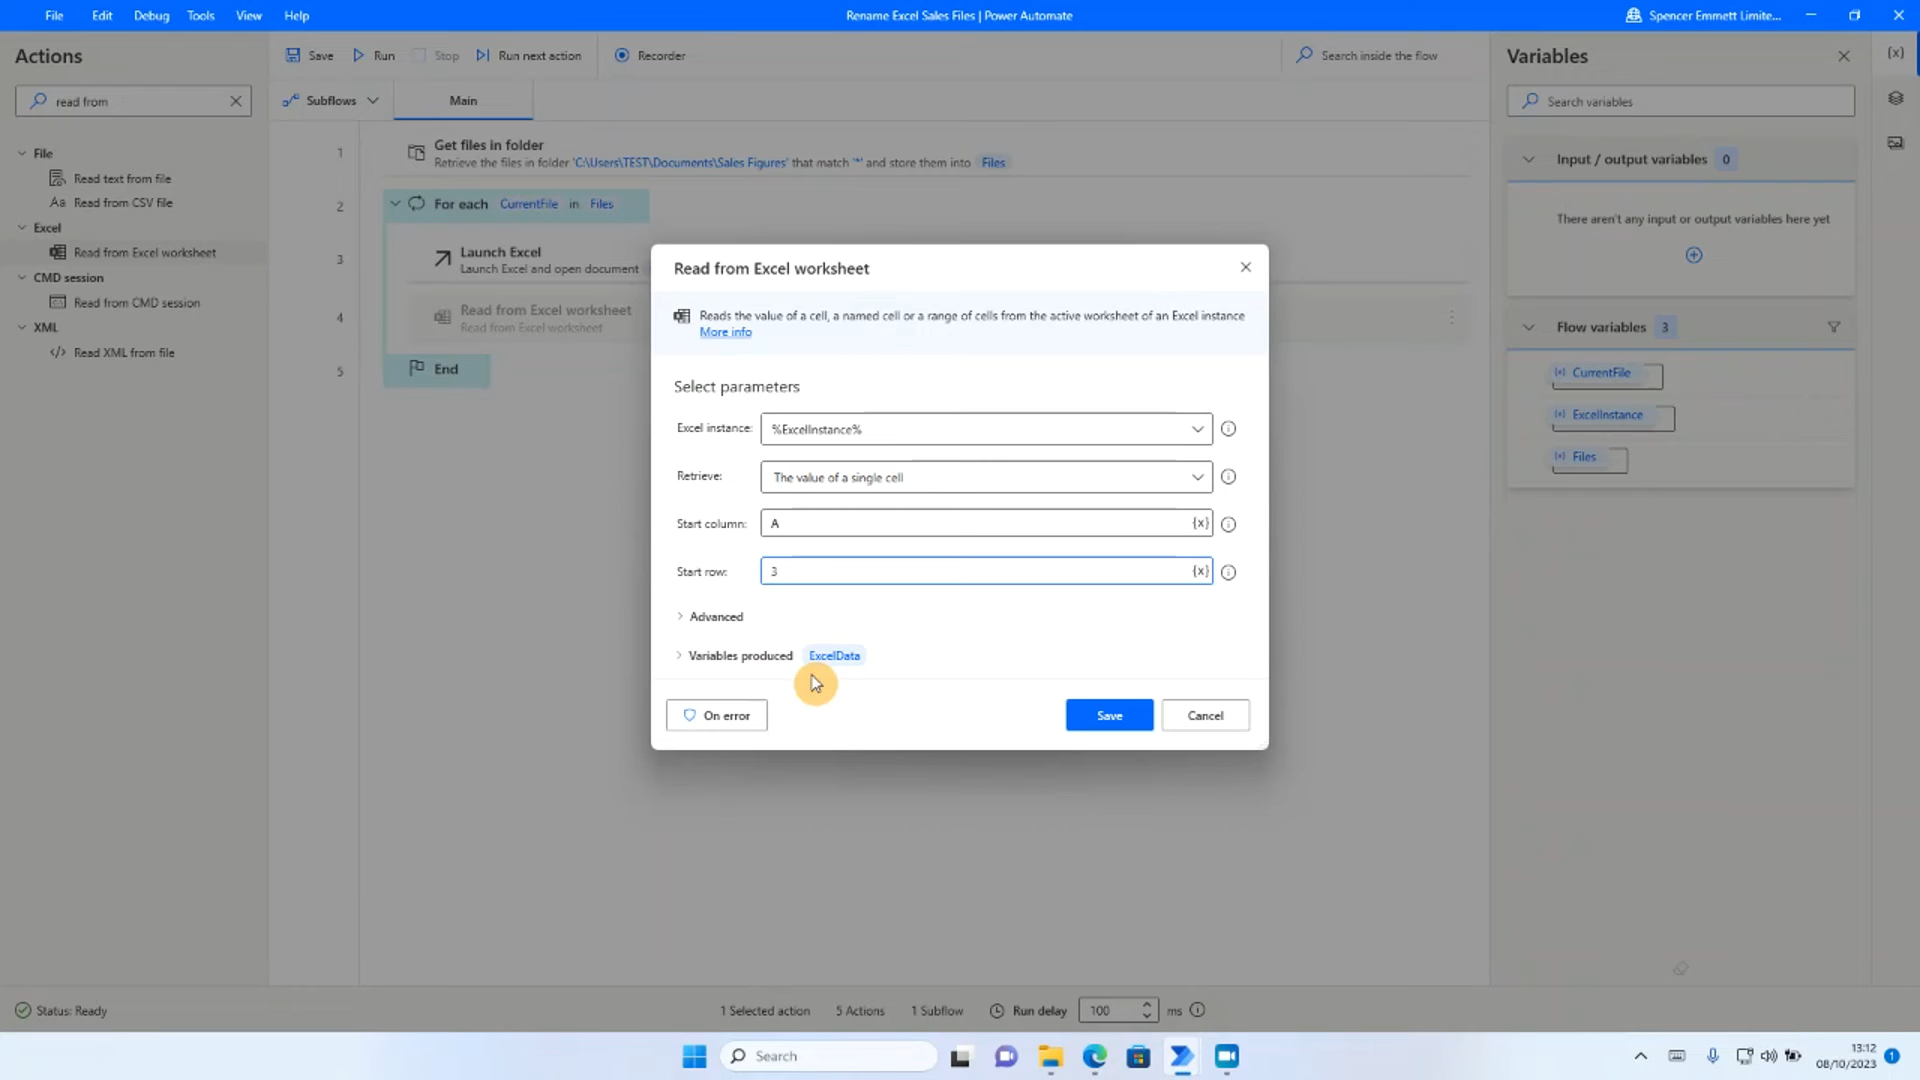 File Edit Debug Tools View Help
Rename Excel Sales Files | Power Automate
Spencer Emmett Limite...
Actions
read from
File
Read text from file
Aa Read from CSV file
Excel
Read from Excel worksheet
CMD session
Read from CMD session
XML
Read XML from file
Save Run Stop Run next action Recorder
Search inside the flow
Subflows Main
1 Get files in folder
Retrieve the files in folder 'C:\Users\TEST\Documents\Sales Figures' that match '*' and store them into Files
2 For each CurrentFile in Files
3 Launch Excel
Launch Excel and open document
4 Read from Excel worksheet
Read from Excel worksheet
5 End
Read from Excel worksheet
Reads the value of a cell, a named cell or a range of cells from the active worksheet of an Excel instance
More info
Select parameters
Excel instance: %ExcelInstance%
Retrieve: The value of a single cell
Start column: A {x}
Start row: 3 {x}
Advanced
Variables produced ExcelData
On error Save Cancel
Variables
{x}
Search variables
Input / output variables 0
There aren't any input or output variables here yet
Flow variables 3
{x} CurrentFile
{x} ExcelInstance
{x} Files
Status: Ready
1 Selected action 5 Actions 1 Subflow Run delay 100 ms
Search
13:12
08/10/2023
1